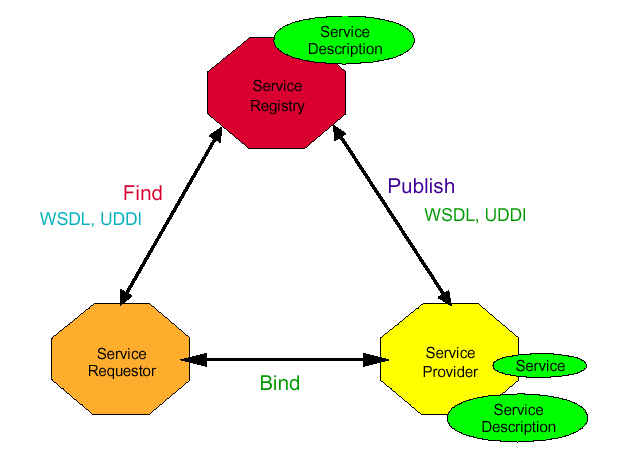 Service
Description
Service
Registry
Find
WSDL, UDDI
Publish
WSDL, UDDI
Service
Requestor
Bind
Service
Provider
Service
Service
Description